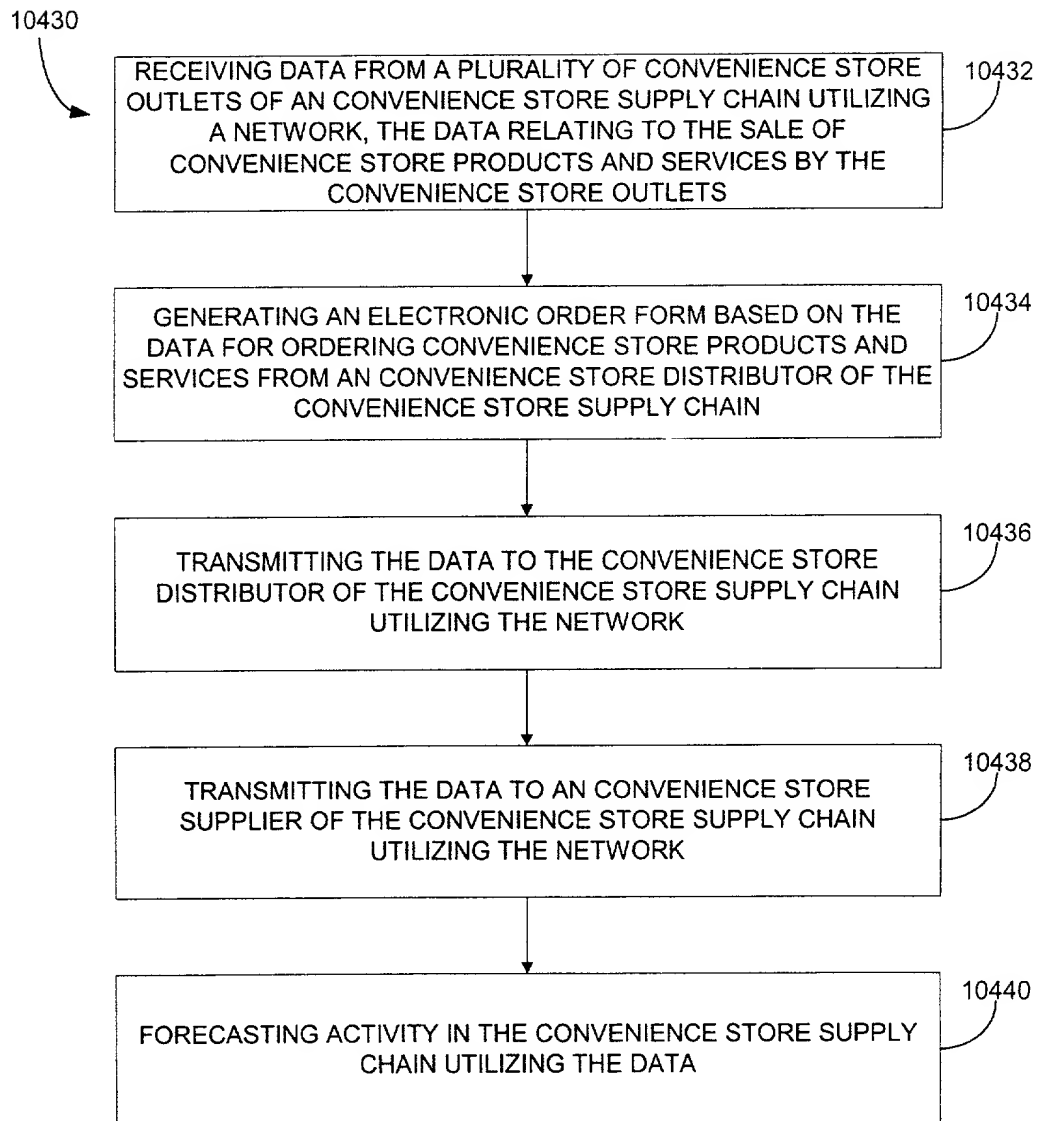 10430
RECEIVING DATA FROM A PLURALITY OF CONVENIENCE STORE
OUTLETS OF AN CONVENIENCE STORE SUPPLY CHAIN UTILIZING
A NETWORK, THE DATA RELATING TO THE SALE OF
CONVENIENCE STORE PRODUCTS AND SERVICES BY THE
CONVENIENCE STORE OUTLETS
10432
GENERATING AN ELECTRONIC ORDER FORM BASED ON THE
DATA FOR ORDERING CONVENIENCE STORE PRODUCTS AND
SERVICES FROM AN CONVENIENCE STORE DISTRIBUTOR OF THE
CONVENIENCE STORE SUPPLY CHAIN
10434
TRANSMITTING THE DATA TO THE CONVENIENCE STORE
DISTRIBUTOR OF THE CONVENIENCE STORE SUPPLY CHAIN
UTILIZING THE NETWORK
10436
TRANSMITTING THE DATA TO AN CONVENIENCE STORE
SUPPLIER OF THE CONVENIENCE STORE SUPPLY CHAIN
UTILIZING THE NETWORK
10438
FORECASTING ACTIVITY IN THE CONVENIENCE STORE SUPPLY
CHAIN UTILIZING THE DATA
10440